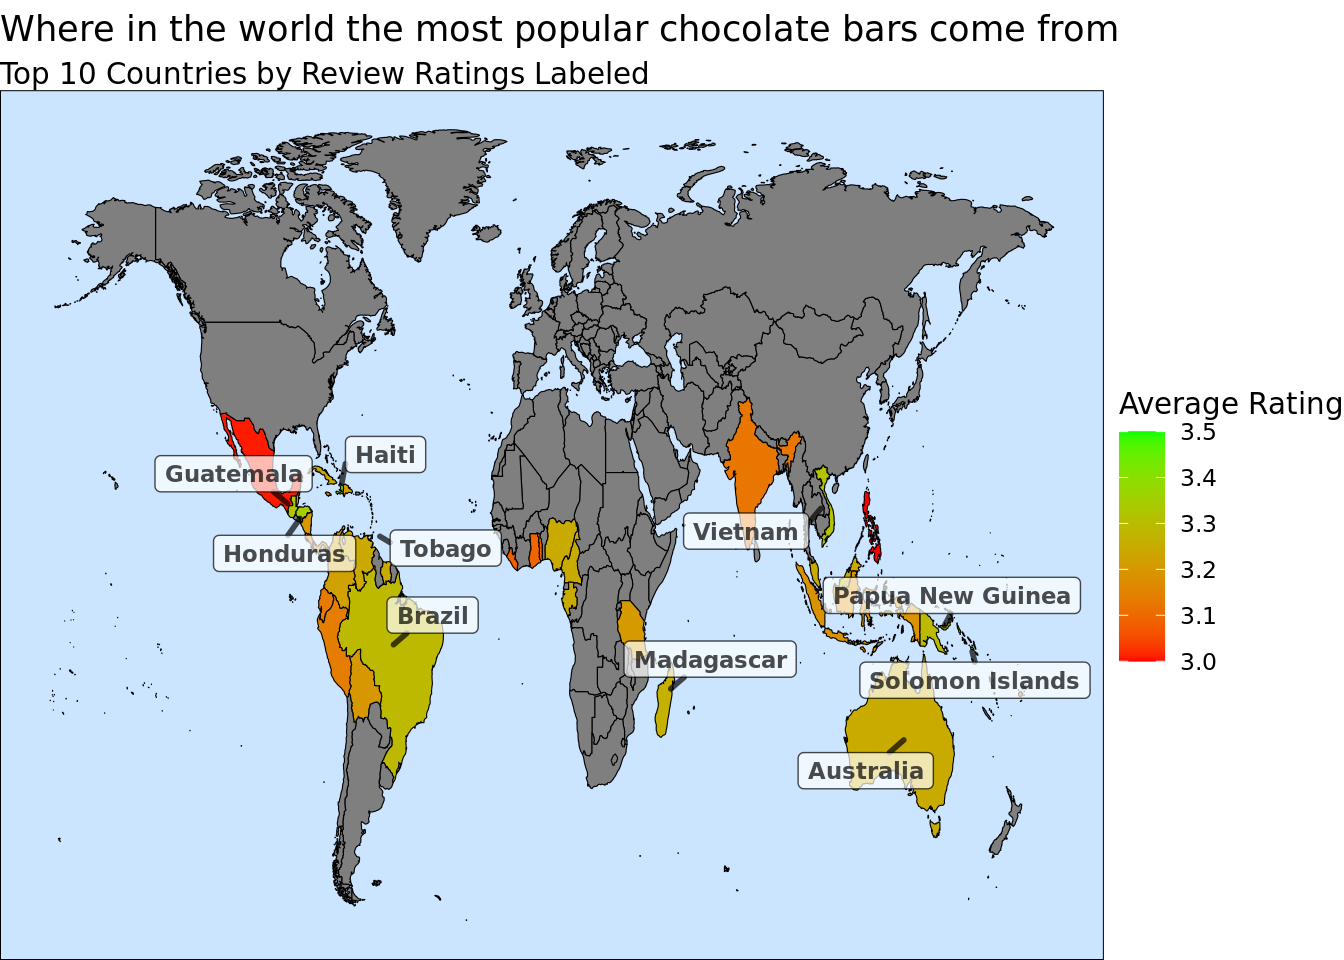 Where in the world the most popular chocolate bars come from
Top 10 Countries by Review Ratings Labeled
Haiti
Guatemala
Honduras
Tobago
Brazil
Vietnam
Papua New Guinea
Madagascar
Solomon Islands
Australia
Average Rating
3.5
3.4
3.3
3.2
3.1
3.0